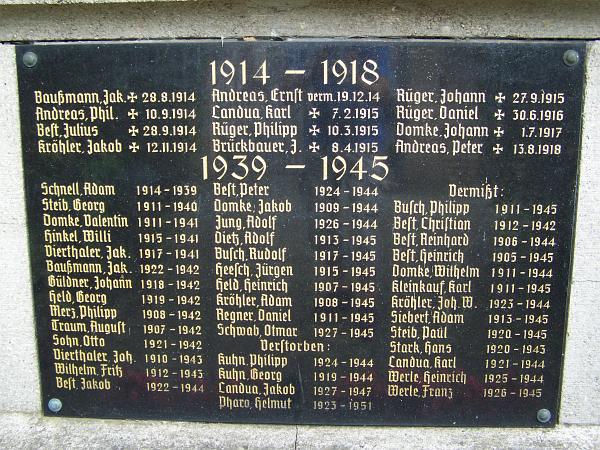 1914 – 1918
Baußmann, Jak. ✠ 28.8.1914
Andreas, Phil. ✠ 10.9.1914
Best, Julius ✠ 28.9.1914
Kröhler, Jakob ✠ 12.11.1914
Andreas, Ernst verm. 19.12.14
Landua, Karl ✠ 7.2.1915
Rüger, Philipp ✠ 10.3.1915
Brückbauer, J. ✠ 8.4.1915
Rüger, Johann ✠ 27.9.1915
Rüger, Daniel ✠ 30.6.1916
Domke, Johann ✠ 1.7.1917
Andreas, Peter ✠ 13.8.1918
1939 – 1945
Schnell, Adam 1914-1939
Steib, Georg 1911-1940
Domke, Valentin 1911-1941
Hinkel, Willi 1915-1941
Vierthaler, Jak. 1917-1941
Baußmann, Jak. 1922-1942
Güldner, Johann 1918-1942
Held, Georg 1919-1942
Merz, Philipp 1908-1942
Traum, August 1907-1942
Sohn, Otto 1921-1942
Vierthaler, Joh. 1910-1943
Wilhelm, Fritz 1912-1943
Best, Jakob 1922-1944
Best, Peter 1924-1944
Domke, Jakob 1909-1944
Jung, Adolf 1926-1944
Dietz, Adolf 1913-1945
Busch, Rudolf 1917-1945
Heesch, Jürgen 1915-1945
Held, Heinrich 1907-1945
Kröhler, Adam 1908-1945
Regner, Daniel 1911-1945
Schwab, Otmar 1927-1945
Verstorben:
Kuhn, Philipp 1924-1944
Kuhn, Georg 1919-1944
Landua, Jakob 1927-1947
Pharo, Helmut 1923-1951
Vermißt:
Busch, Philipp 1911-1945
Best, Christian 1912-1942
Best, Reinhard 1906-1944
Best, Heinrich 1905-1945
Domke, Wilhelm 1911-1944
Kleinkauf, Karl 1911-1945
Kröhler, Joh. W. 1923-1944
Siebert, Adam 1913-1945
Steib, Paul 1920-1945
Stark, Hans 1920-1943
Landua, Karl 1921-1944
Werle, Heinrich 1925-1944
Werle, Franz 1926-1945